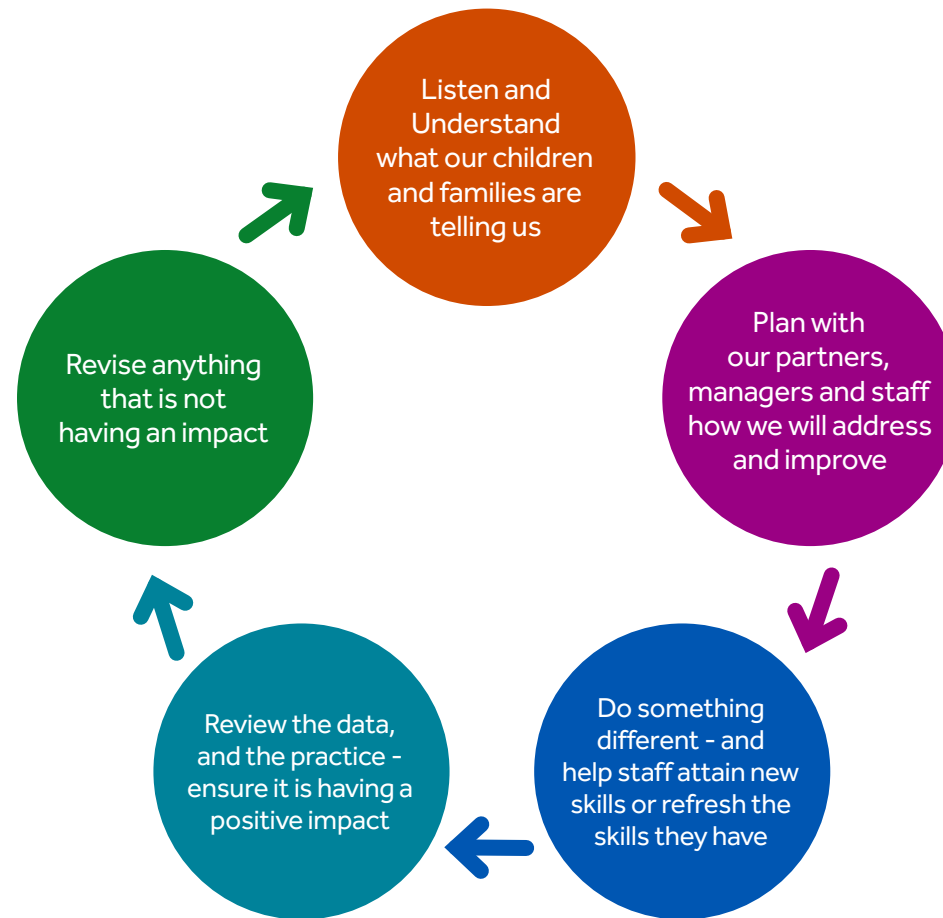 Listen and
Understand
what our children
and families are
telling us
Plan with
our partners,
managers and staff
how we will address
and improve
Do something
different - and
help staff attain new
skills or refresh the
skills they have
Review the data,
and the practice -
ensure it is having a
positive impact
Revise anything
that is not
having an impact